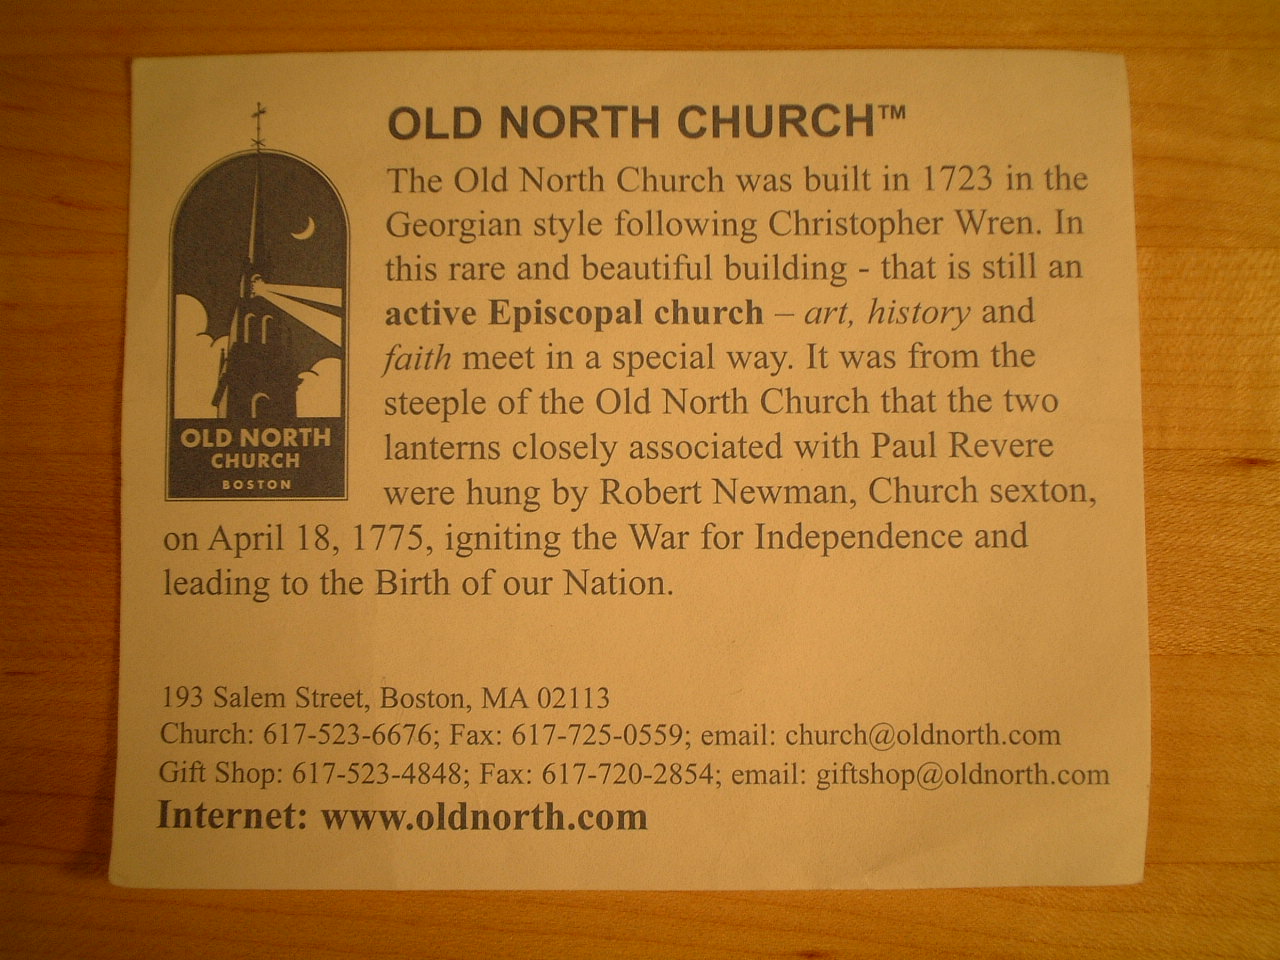 OLD NORTH CHURCH™
The Old North Church was built in 1723 in the
Georgian style following Christopher Wren. In
this rare and beautiful building - that is still an
active Episcopal church – art, history and
faith meet in a special way. It was from the
steeple of the Old North Church that the two
lanterns closely associated with Paul Revere
were hung by Robert Newman, Church sexton,
on April 18, 1775, igniting the War for Independence and
leading to the Birth of our Nation.
OLD NORTH
CHURCH
BOSTON
193 Salem Street, Boston, MA 02113
Church: 617-523-6676; Fax: 617-725-0559; email: church@oldnorth.com
Gift Shop: 617-523-4848; Fax: 617-720-2854; email: giftshop@oldnorth.com
Internet: www.oldnorth.com